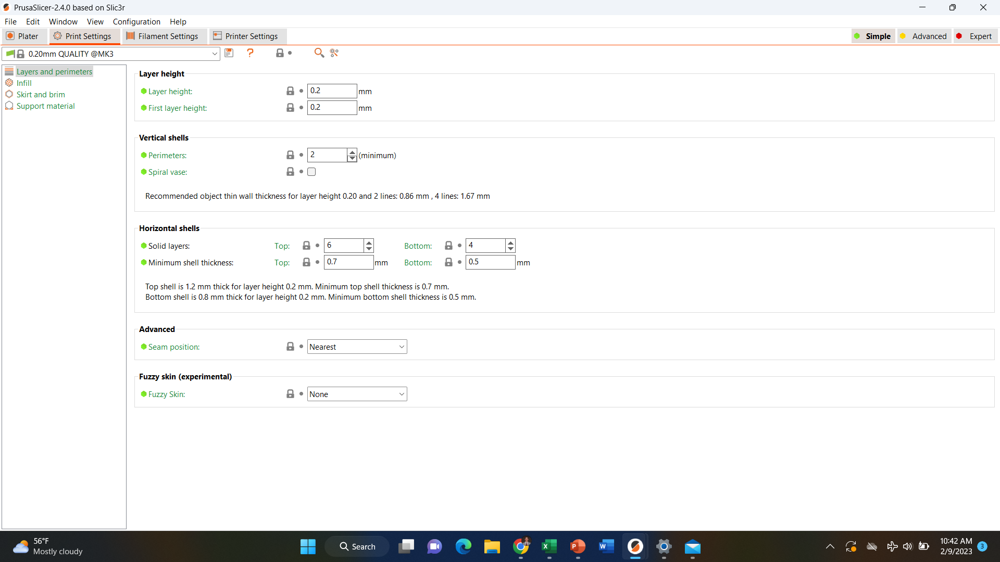 PrusaSlicer-2.4.0 based on Slic3r
File Edit Window View Configuration Help
Plater Print Settings Filament Settings Printer Settings Simple Advanced Expert
0.20mm QUALITY @MK3 ?
Layers and perimeters
Infill
Skirt and brim
Support material
Layer height
Layer height: 0.2 mm
First layer height: 0.2 mm
Vertical shells
Perimeters: 2 (minimum)
Spiral vase:
Recommended object thin wall thickness for layer height 0.20 and 2 lines: 0.86 mm , 4 lines: 1.67 mm
Horizontal shells
Solid layers: Top: 6 Bottom: 4
Minimum shell thickness: Top: 0.7 mm Bottom: 0.5 mm
Top shell is 1.2 mm thick for layer height 0.2 mm. Minimum top shell thickness is 0.7 mm.
Bottom shell is 0.8 mm thick for layer height 0.2 mm. Minimum bottom shell thickness is 0.5 mm.
Advanced
Seam position: Nearest
Fuzzy skin (experimental)
Fuzzy Skin: None
56°F
Mostly cloudy
Search
X
P
W
10:42 AM
2/9/2023
3